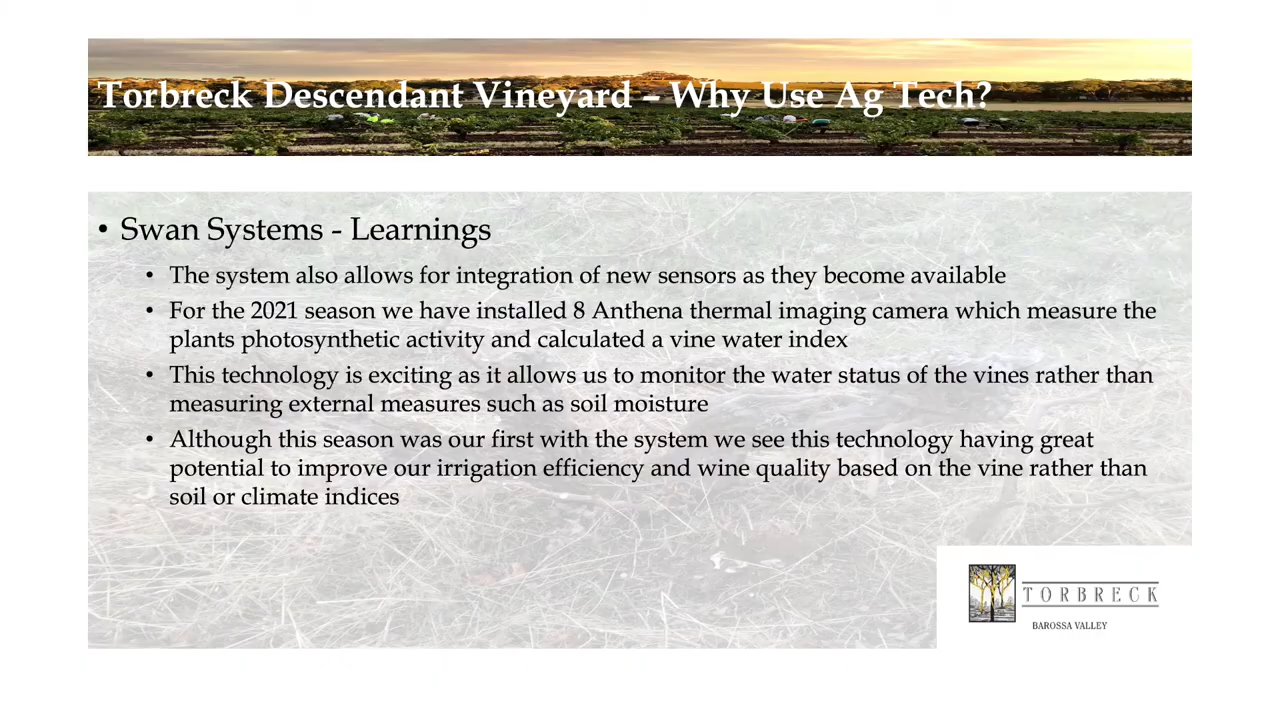 Torbreck Descendant Vineyard – Why Use Ag Tech?
• Swan Systems - Learnings
• The system also allows for integration of new sensors as they become available
• For the 2021 season we have installed 8 Anthena thermal imaging camera which measure the
plants photosynthetic activity and calculated a vine water index
• This technology is exciting as it allows us to monitor the water status of the vines rather than
measuring external measures such as soil moisture
• Although this season was our first with the system we see this technology having great
potential to improve our irrigation efficiency and wine quality based on the vine rather than
soil or climate indices
TORBRECK
BAROSSA VALLEY